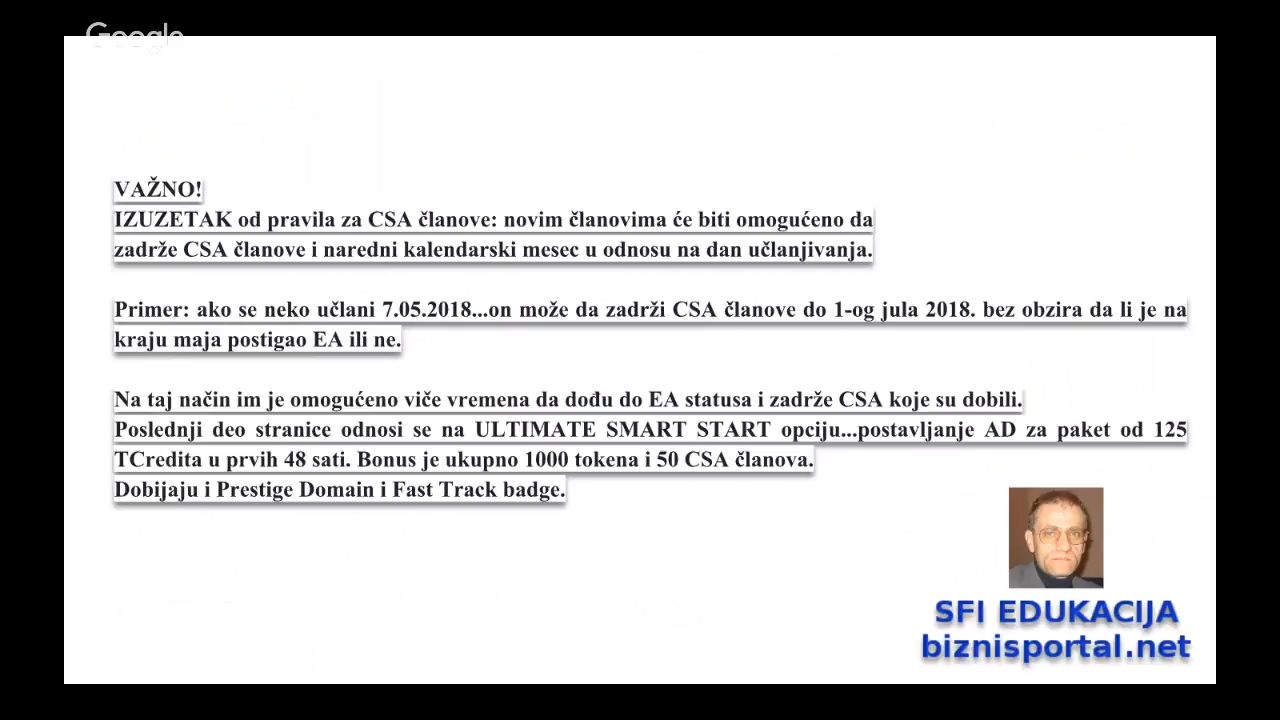 Google
VAŽNO!
IZUZETAK od pravila za CSA članove: novim članovima će biti omogućeno da
zadrže CSA članove i naredni kalendarski mesec u odnosu na dan učlanjivanja.
Primer: ako se neko učlani 7.05.2018...on može da zadrži CSA članove do 1-og jula 2018. bez obzira da li je na
kraju maja postigao EA ili ne.
Na taj način im je omogućeno viče vremena da dođu do EA statusa i zadrže CSA koje su dobili.
Poslednji deo stranice odnosi se na ULTIMATE SMART START opciju...postavljanje AD za paket od 125
TCredita u prvih 48 sati. Bonus je ukupno 1000 tokena i 50 CSA članova.
Dobijaju i Prestige Domain i Fast Track badge.
SFI EDUKACIJA
biznisportal.net